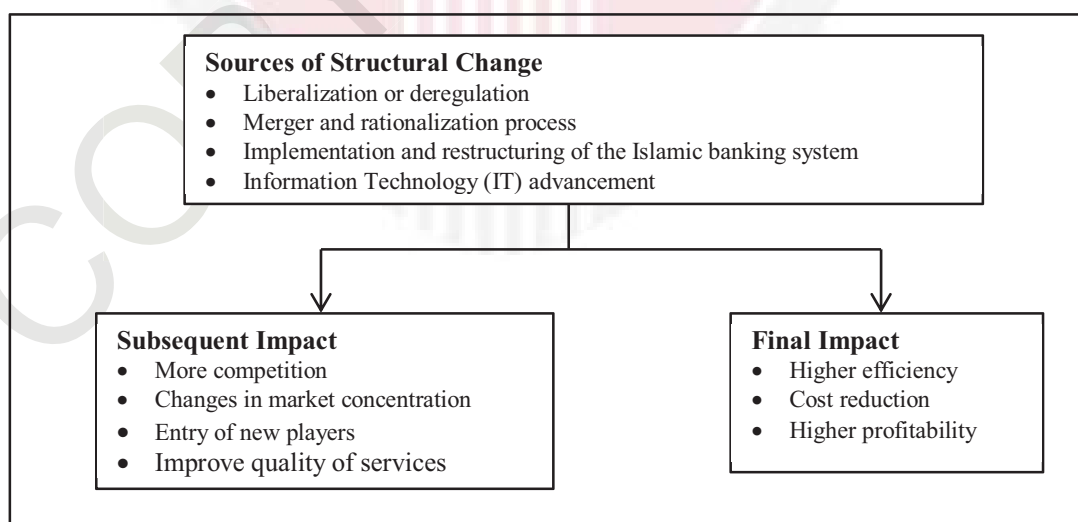 Sources of Structural Change
• Liberalization or deregulation
• Merger and rationalization process
• Implementation and restructuring of the Islamic banking system
• Information Technology (IT) advancement
Subsequent Impact
• More competition
• Changes in market concentration
• Entry of new players
• Improve quality of services
Final Impact
• Higher efficiency
• Cost reduction
• Higher profitability